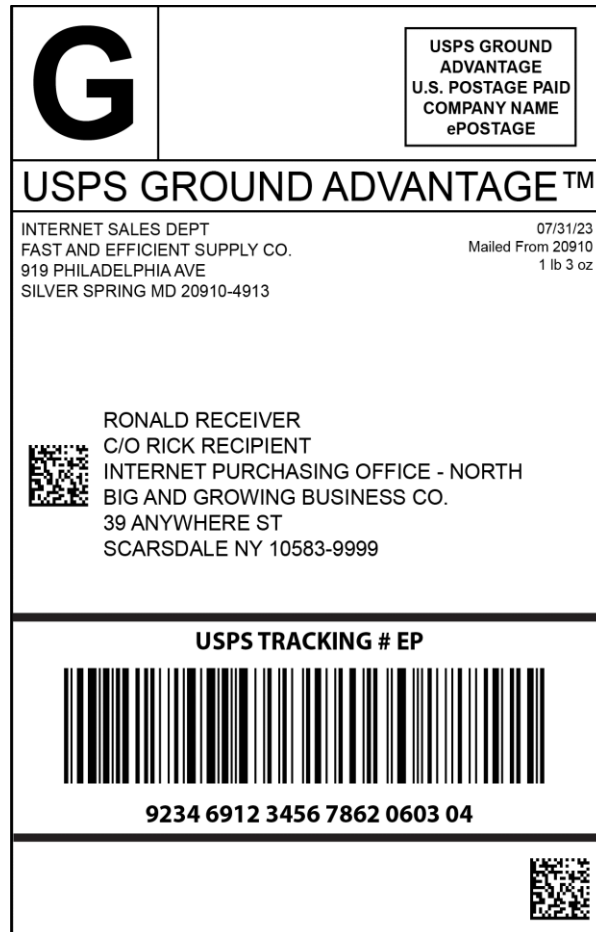 G
USPS GROUND
ADVANTAGE
U.S. POSTAGE PAID
COMPANY NAME
ePOSTAGE
USPS GROUND ADVANTAGE™
INTERNET SALES DEPT
FAST AND EFFICIENT SUPPLY CO.
919 PHILADELPHIA AVE
SILVER SPRING MD 20910-4913
07/31/23
Mailed From 20910
1 lb 3 oz
RONALD RECEIVER
C/O RICK RECIPIENT
INTERNET PURCHASING OFFICE - NORTH
BIG AND GROWING BUSINESS CO.
39 ANYWHERE ST
SCARSDALE NY 10583-9999
USPS TRACKING # EP
9234 6912 3456 7862 0603 04